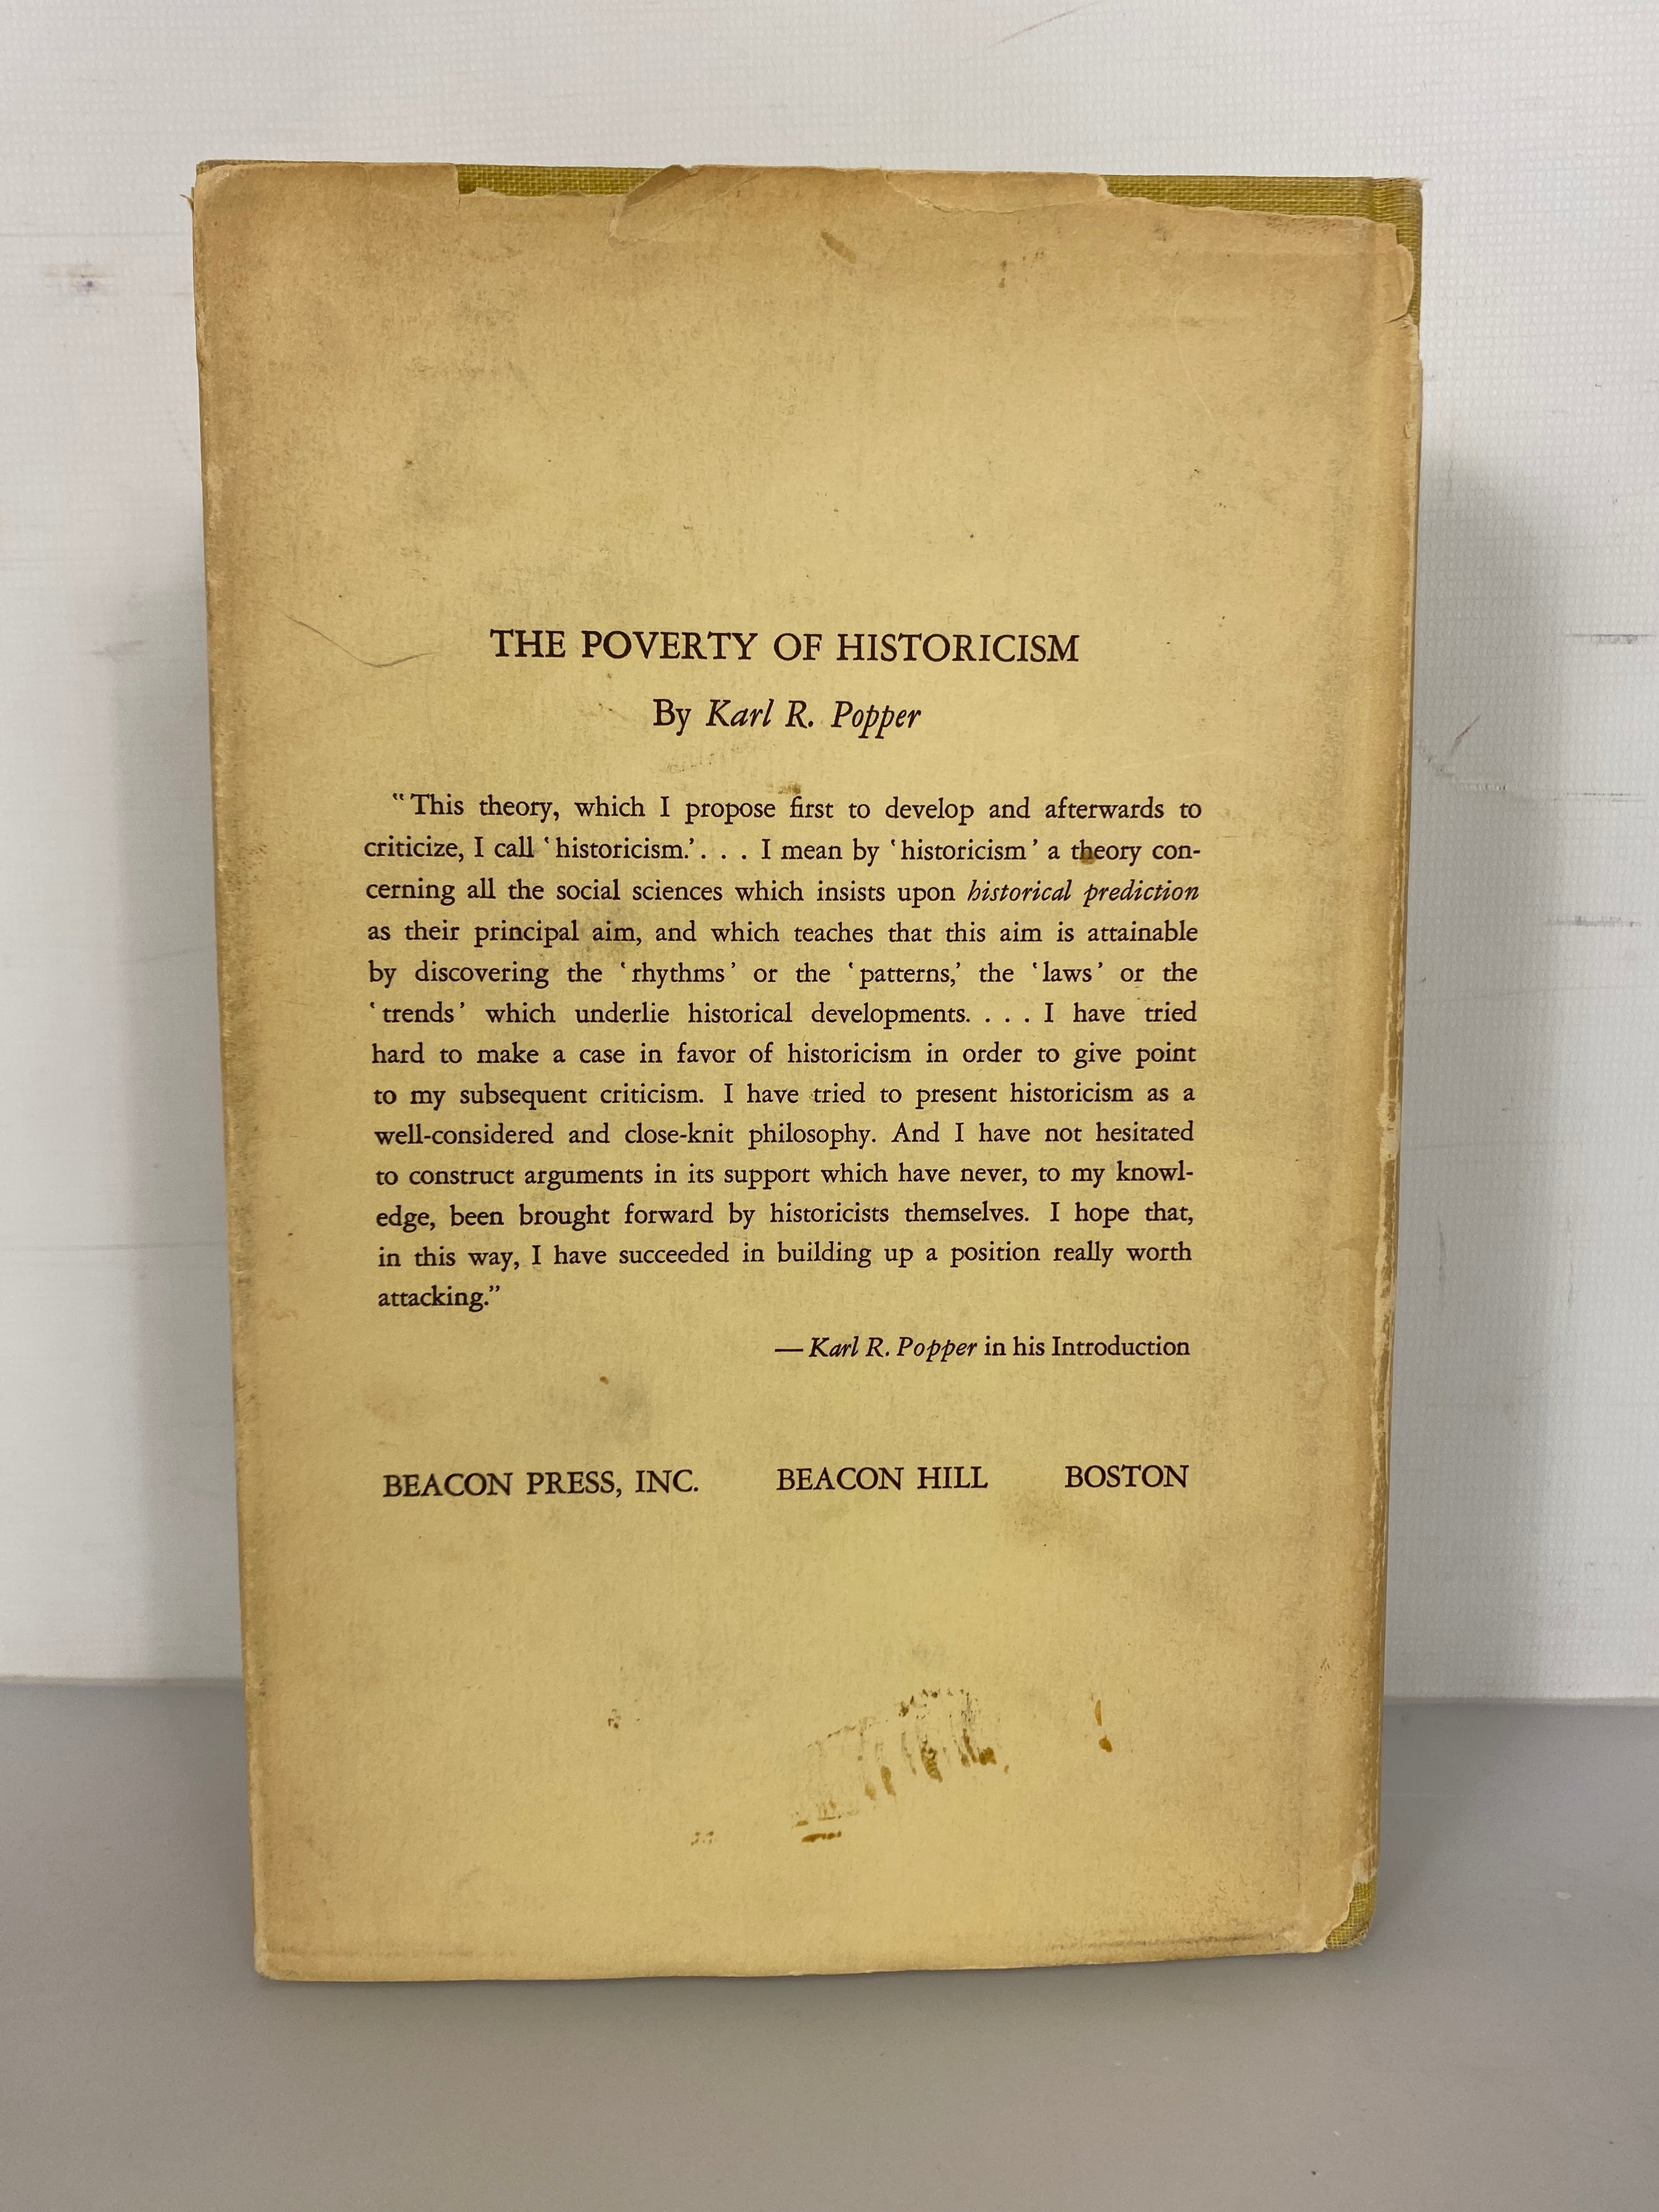 THE POVERTY OF HISTORICISM
By Karl R. Popper
“This theory, which I propose first to develop and afterwards to
criticize, I call ‘historicism.’. . . I mean by ‘historicism’ a theory con-
cerning all the social sciences which insists upon historical prediction
as their principal aim, and which teaches that this aim is attainable
by discovering the ‘rhythms’ or the ‘patterns,’ the ‘laws’ or the
‘trends’ which underlie historical developments. . . . I have tried
hard to make a case in favor of historicism in order to give point
to my subsequent criticism. I have tried to present historicism as a
well-considered and close-knit philosophy. And I have not hesitated
to construct arguments in its support which have never, to my knowl-
edge, been brought forward by historicists themselves. I hope that,
in this way, I have succeeded in building up a position really worth
attacking.”
— Karl R. Popper in his Introduction
BEACON PRESS, INC. BEACON HILL BOSTON